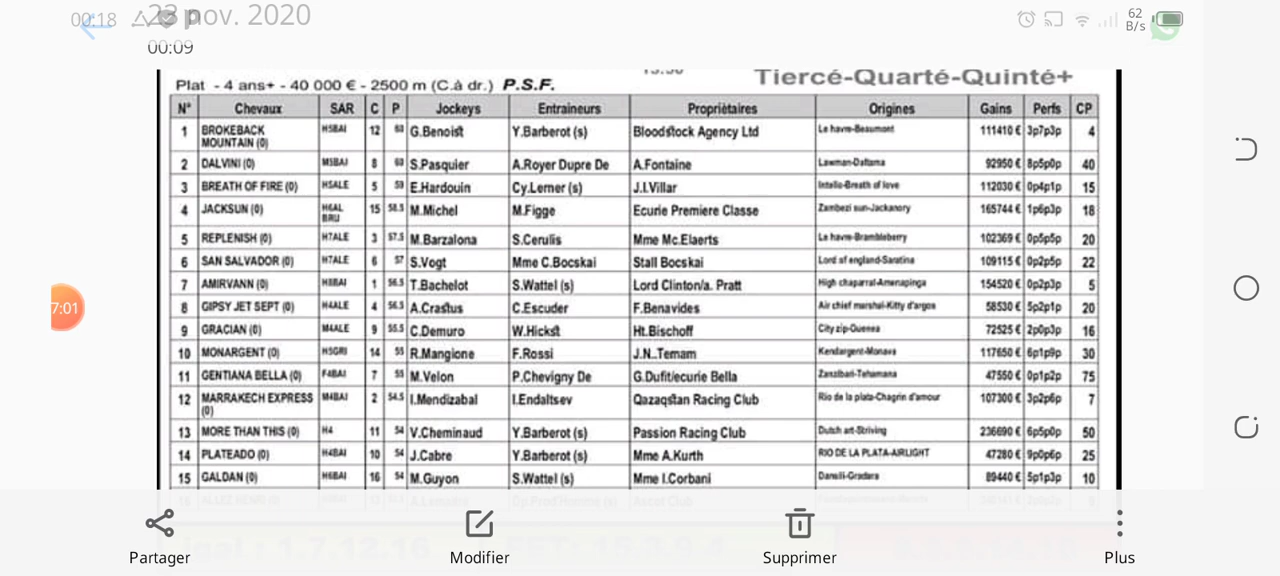 00:18
23 nov. 2020
62 B/s
00:09
Tiercé-Quarté-Quinté+
Plat - 4 ans+ - 40 000 € - 2500 m (C.à dr.) P.S.F.
N° Chevaux SAR C P Jockeys Entraineurs Propriétaires Origines Gains Perfs CP
1 BROKEBACK MOUNTAIN (0) H5BAI 12 60 G.Benoist Y.Barberot (s) Bloodstock Agency Ltd Le havre-Beaumont 111410 € 3p7p3p 4
2 DALVINI (0) M5BAI 8 60 S.Pasquier A.Royer Dupre De A.Fontaine Lawman-Daltama 92950 € 8p5p0p 40
3 BREATH OF FIRE (0) H5ALE 5 59 E.Hardouin Cy.Lerner (s) J.I.Villar Intello-Breath of love 112030 € 0p4p1p 15
4 JACKSUN (0) H6AL BRU 15 58.5 M.Michel M.Figge Ecurie Premiere Classe Zambezi sun-Jackanory 165744 € 1p6p3p 18
5 REPLENISH (0) H7ALE 3 57.5 M.Barzalona S.Cerulis Mme Mc.Elaerts Le havre-Brambleberry 102369 € 0p5p5p 20
6 SAN SALVADOR (0) H7ALE 6 57 S.Vogt Mme C.Bocskai Stall Bocskai Lord of england-Saratina 109115 € 0p2p5p 22
7 AMIRVANN (0) H8BAI 1 56.5 T.Bachelot S.Wattel (s) Lord Clinton/a. Pratt High chaparral-Amenapinga 154520 € 0p2p3p 5
8 GIPSY JET SEPT (0) H4ALE 4 56.5 A.Crastus C.Escuder F.Benavides Air chief marshal-Kitty d'argos 58530 € 5p2p1p 20
9 GRACIAN (0) M4ALE 9 55.5 C.Demuro W.Hickst Ht.Bischoff City zip-Quenea 72525 € 2p0p3p 16
10 MONARGENT (0) H5GRI 14 55 R.Mangione F.Rossi J.N..Temam Kendargent-Monava 117650 € 6p1p9p 30
11 GENTIANA BELLA (0) F4BAI 7 55 M.Velon P.Chevigny De G.Dufit/ecurie Bella Zanzibari-Tehamana 47550 € 0p1p2p 75
12 MARRAKECH EXPRESS (0) M4BAI 2 54.5 I.Mendizabal I.Endaltsev Qazaqstan Racing Club Rio de la plata-Chagrin d'amour 107300 € 3p2p6p 7
13 MORE THAN THIS (0) H4 11 54 V.Cheminaud Y.Barberot (s) Passion Racing Club Dutch art-Striving 236690 € 6p5p0p 50
14 PLATEADO (0) H4BAI 10 54 J.Cabre Y.Barberot (s) Mme A.Kurth RIO DE LA PLATA-AIRLIGHT 47280 € 9p0p6p 25
15 GALDAN (0) H6BAI 16 54 M.Guyon S.Wattel (s) Mme I.Corbani Dansili-Gradara 89440 € 5p1p3p 10
7:01
Partager
Modifier
Supprimer
Plus